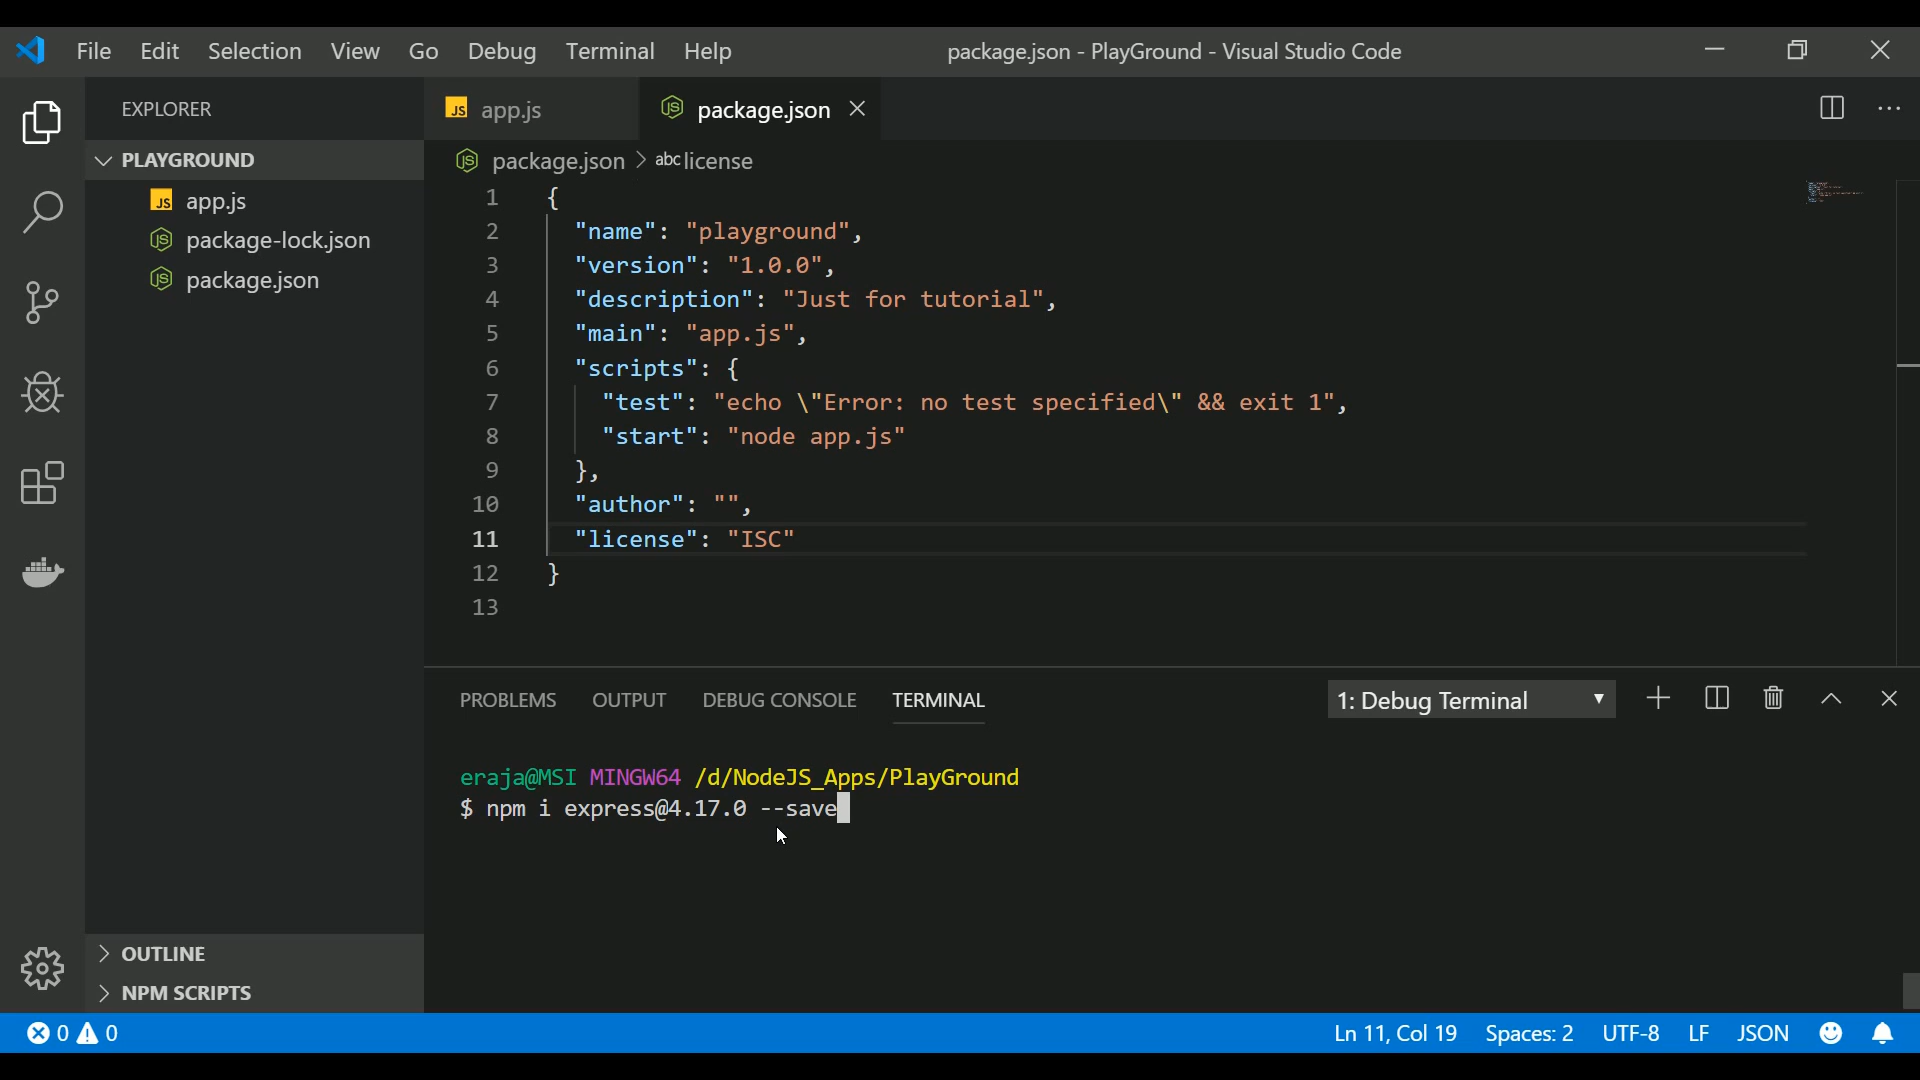 File Edit Selection View Go Debug Terminal Help
package.json - PlayGround - Visual Studio Code
EXPLORER
PLAYGROUND
JS app.js
package-lock.json
package.json
OUTLINE
NPM SCRIPTS
JS app.js
package.json
package.json > abc license
1 {
2 "name": "playground",
3 "version": "1.0.0",
4 "description": "Just for tutorial",
5 "main": "app.js",
6 "scripts": {
7 "test": "echo \"Error: no test specified\" && exit 1",
8 "start": "node app.js"
9 },
10 "author": "",
11 "license": "ISC"
12 }
13
PROBLEMS OUTPUT DEBUG CONSOLE TERMINAL
1: Debug Terminal
eraja@MSI MINGW64 /d/NodeJS_Apps/PlayGround
$ npm i express@4.17.0 --save
0 0
Ln 11, Col 19 Spaces: 2 UTF-8 LF JSON